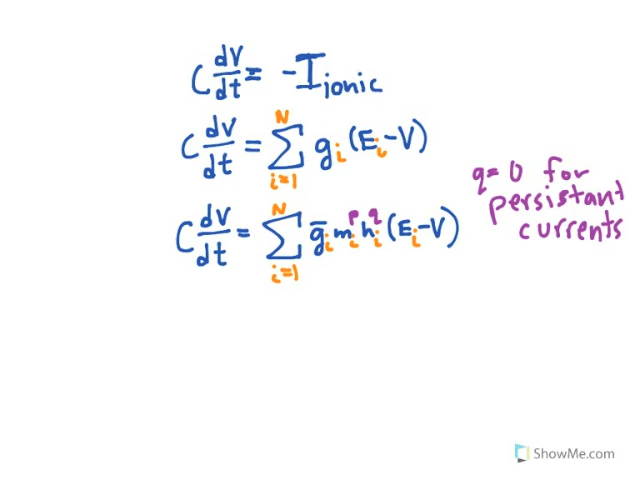 C dV/dt = -I_ionic
C dV/dt = Σ_{i=1}^{N} g_i (E_i - V)
q=0 for
persistant
currents
C dV/dt = Σ_{i=1}^{N} ḡ_i m_i^p h_i^q (E_i - V)
ShowMe.com